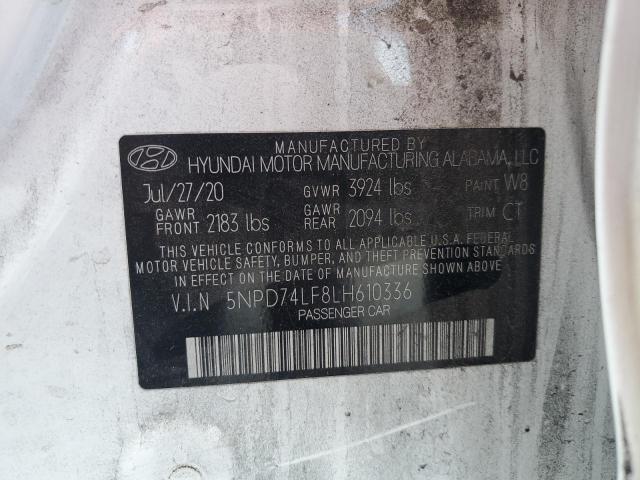 MANUFACTURED BY
HYUNDAI MOTOR MANUFACTURING ALABAMA, LLC
Jul/27/20 GVWR 3924 lbs PAINT W8
GAWR FRONT 2183 lbs GAWR REAR 2094 lbs TRIM CT
THIS VEHICLE CONFORMS TO ALL APPLICABLE U.S.A. FEDERAL
MOTOR VEHICLE SAFETY, BUMPER, AND THEFT PREVENTION STANDARDS
IN EFFECT ON THE DATE OF MANUFACTURE SHOWN ABOVE.
V.I.N 5NPD74LF8LH610336
PASSENGER CAR